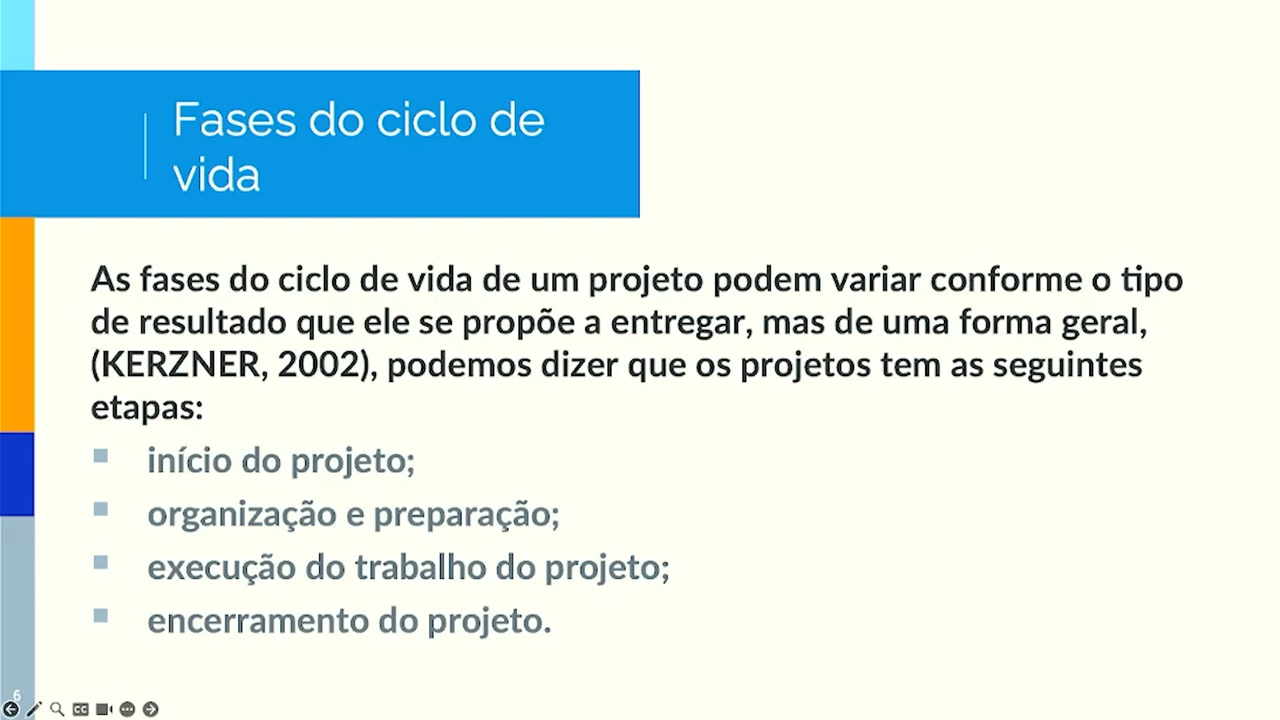 Fases do ciclo de
vida
As fases do ciclo de vida de um projeto podem variar conforme o tipo
de resultado que ele se propõe a entregar, mas de uma forma geral,
(KERZNER, 2002), podemos dizer que os projetos tem as seguintes
etapas:
início do projeto;
organização e preparação;
execução do trabalho do projeto;
encerramento do projeto.
6
CC